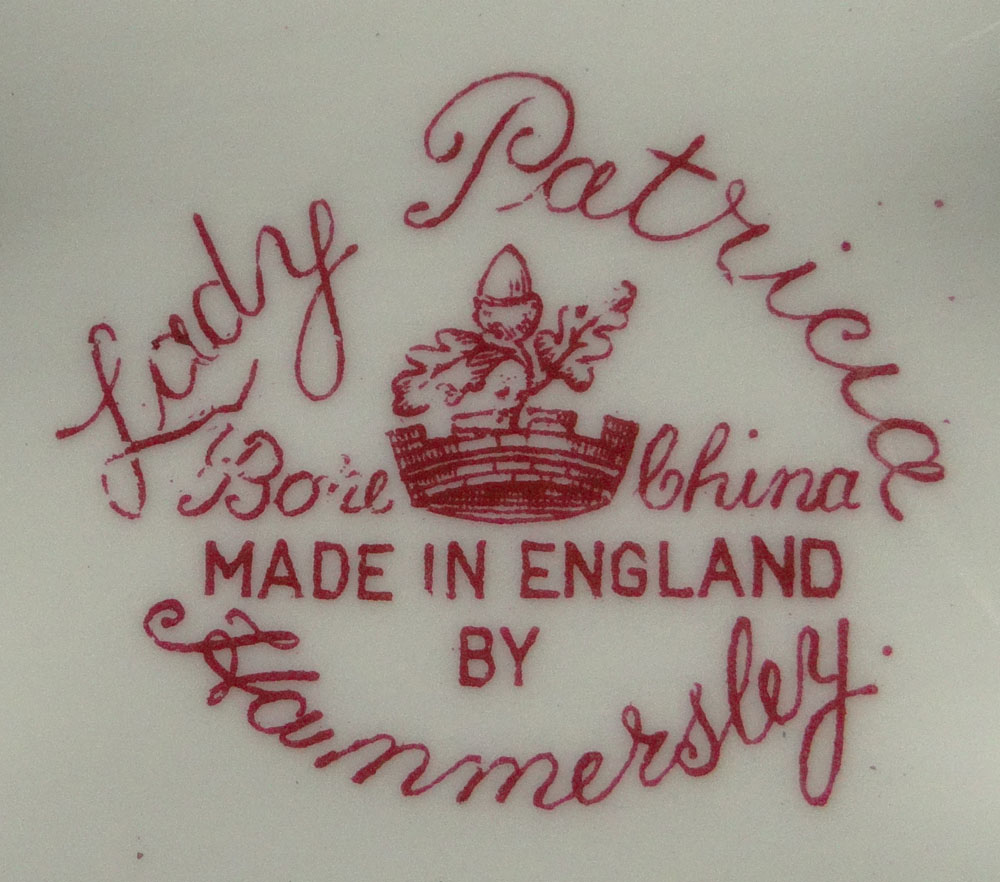 Lady Patricia
Bone China
MADE IN ENGLAND
BY
Hammersley.